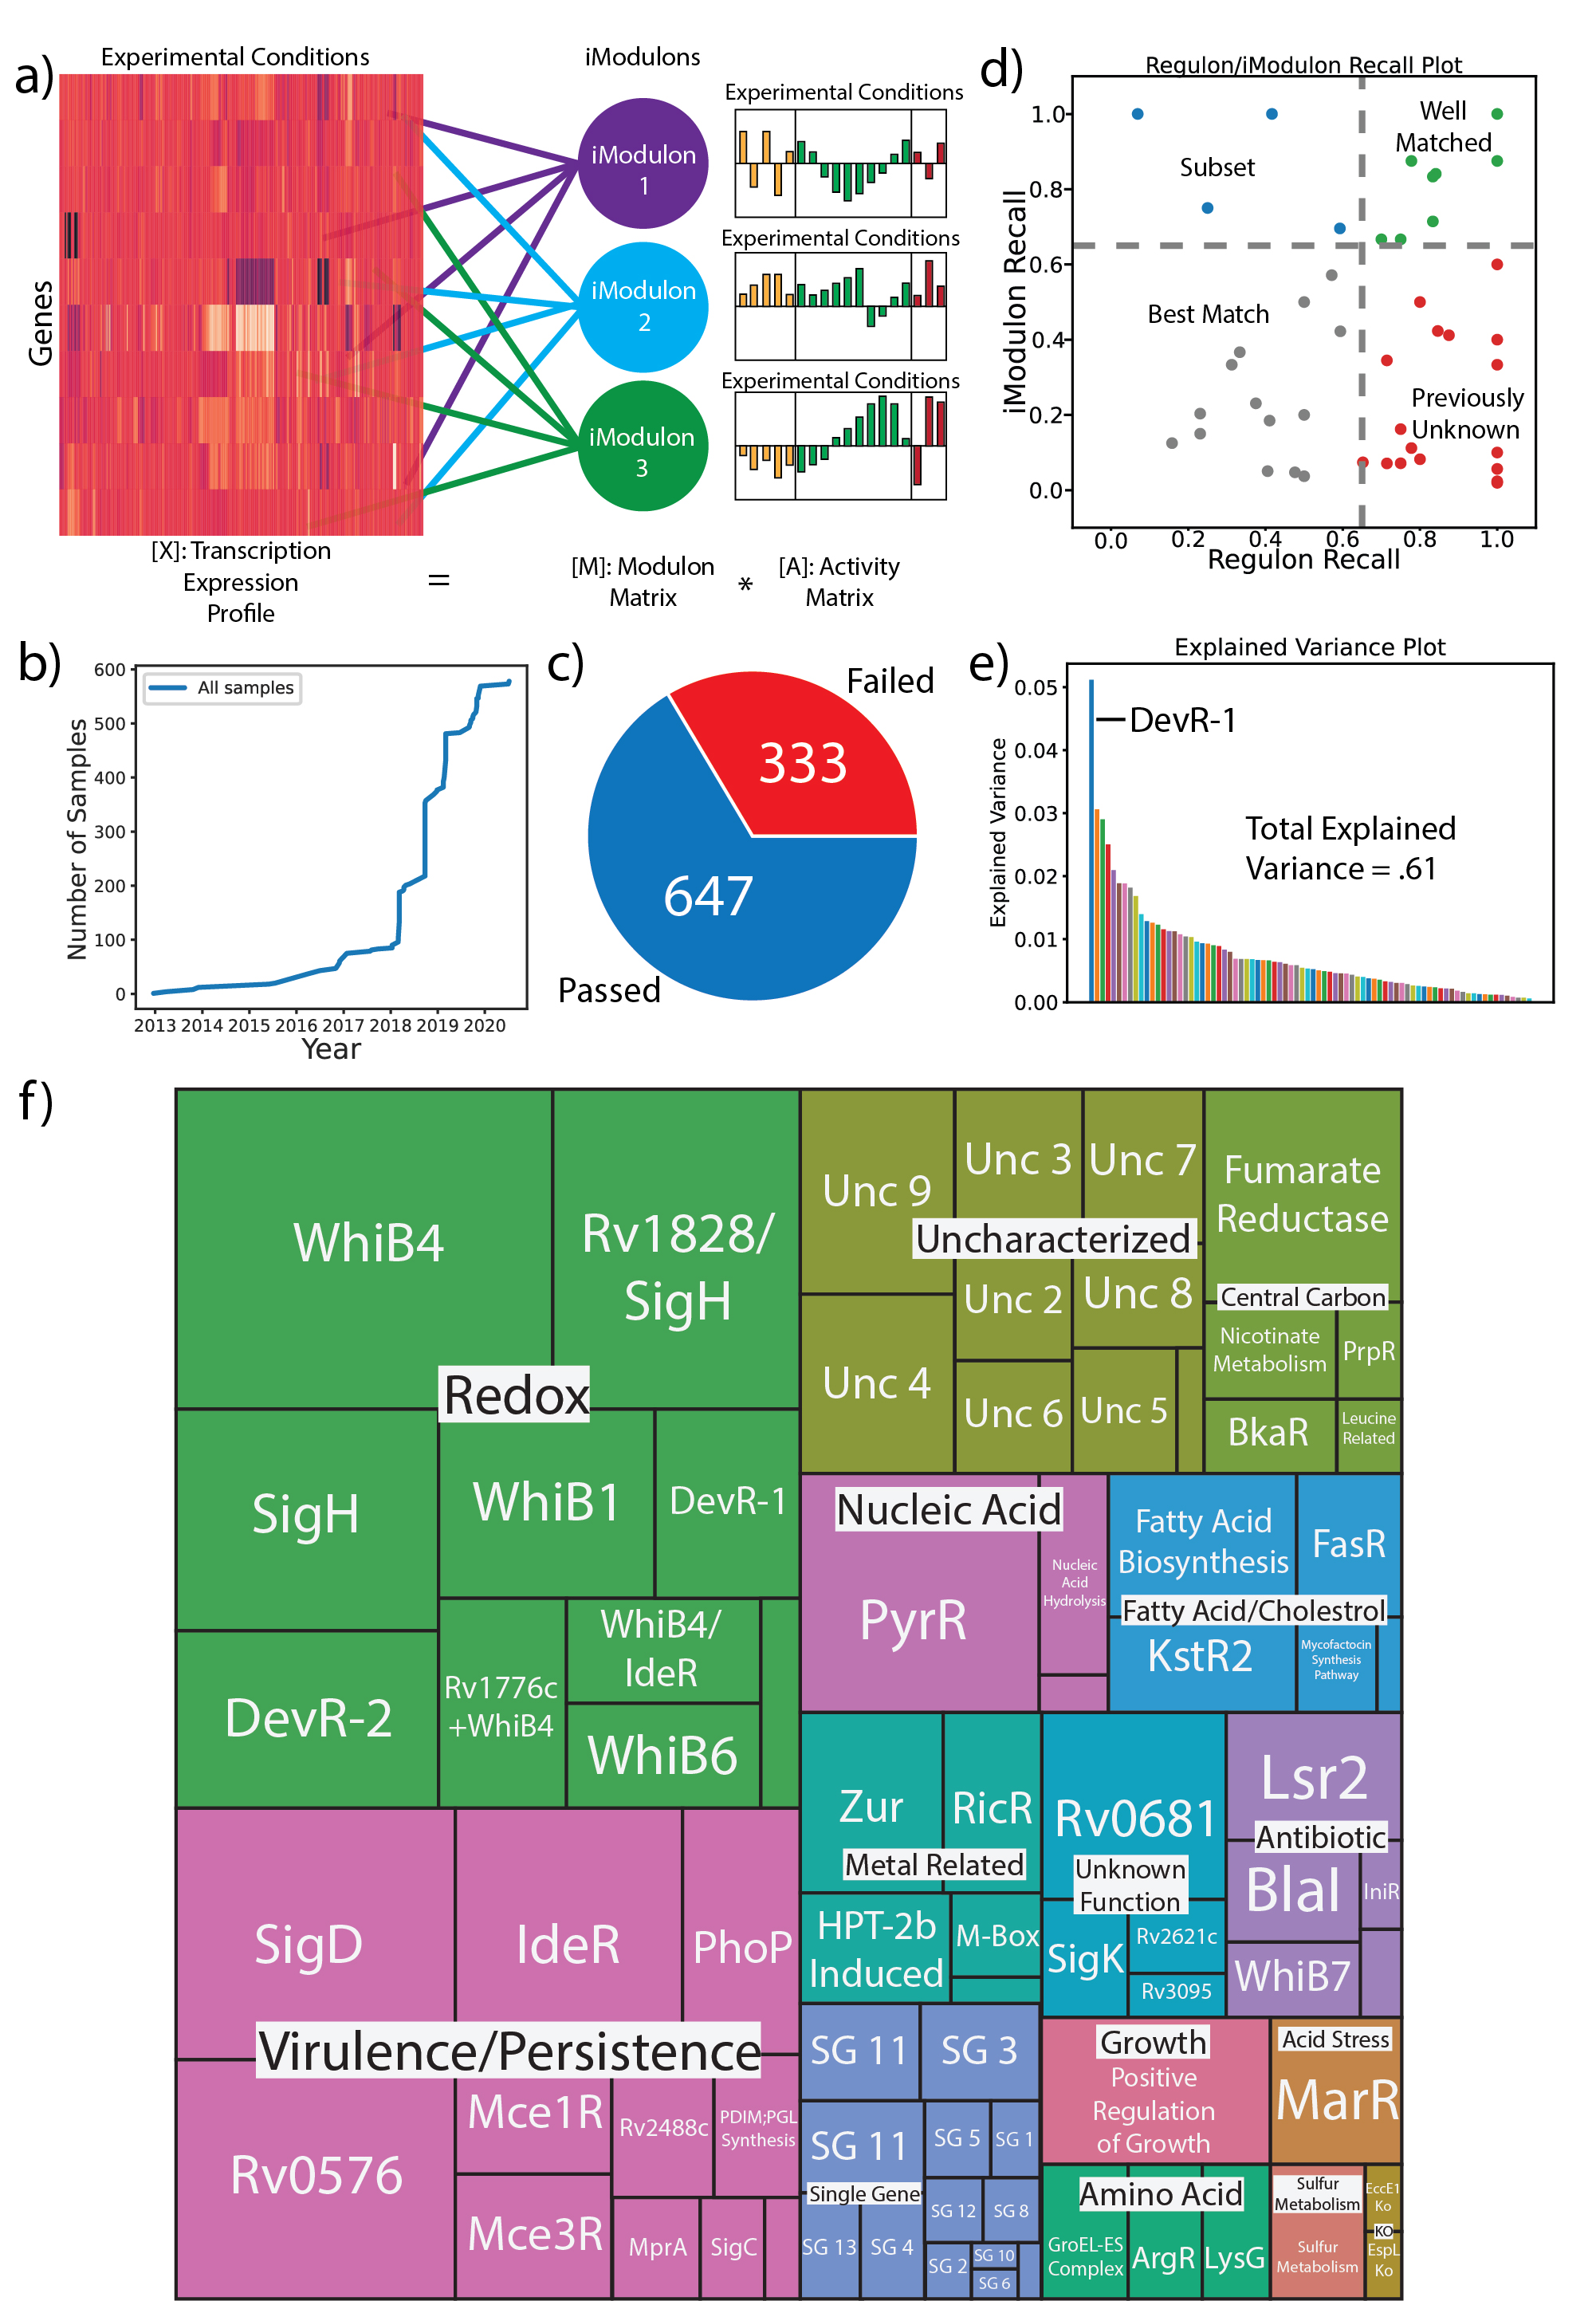 a)
Experimental Conditions
iModulons
Genes
iModulon
1
iModulon
2
iModulon
3
Experimental Conditions
Experimental Conditions
Experimental Conditions
[X]: Transcription
Expression
Profile
=
[M]: Modulon
Matrix
*
[A]: Activity
Matrix
d)
Regulon/iModulon Recall Plot
iModulon Recall
1.0
0.8
0.6
0.4
0.2
0.0
Subset
Well
Matched
Best Match
Previously
Unknown
0.0 0.2 0.4 0.6 0.8 1.0
Regulon Recall
b)
Number of Samples
600
500
400
300
200
100
0
All samples
2013 2014 2015 2016 2017 2018 2019 2020
Year
c)
Failed
333
647
Passed
e)
Explained Variance Plot
Explained Variance
0.05
0.04
0.03
0.02
0.01
0.00
DevR-1
Total Explained
Variance = .61
f)
WhiB4
Rv1828/
SigH
Redox
SigH
WhiB1
DevR-1
DevR-2
Rv1776c
+WhiB4
WhiB4/
IdeR
WhiB6
Unc 9
Unc 3
Unc 7
Uncharacterized
Unc 2
Unc 8
Unc 4
Unc 6
Unc 5
Fumarate
Reductase
Central Carbon
Nicotinate
Metabolism
PrpR
BkaR
Leucine
Related
Nucleic Acid
PyrR
Nucleic
Acid
Hydrolysis
Fatty Acid
Biosynthesis
FasR
Fatty Acid/Cholestrol
KstR2
Mycofactocin
Synthesis
Pathway
SigD
IdeR
PhoP
Virulence/Persistence
Rv0576
Mce1R
Rv2488c
PDIM;PGL
Synthesis
Mce3R
MprA
SigC
Zur
RicR
Metal Related
HPT-2b
Induced
M-Box
Rv0681
Unknown
Function
SigK
Rv2621c
Rv3095
Lsr2
Antibiotic
BlaI
IniR
WhiB7
SG 11
SG 3
SG 11
SG 5
SG 1
Single Gene
SG 12
SG 8
SG 13
SG 4
SG 2
SG 10
SG 6
Growth
Positive
Regulation
of Growth
Acid Stress
MarR
Amino Acid
GroEL-ES
Complex
ArgR
LysG
Sulfur
Metabolism
Sulfur
Metabolism
EccE1
Ko
KO
EspL
Ko